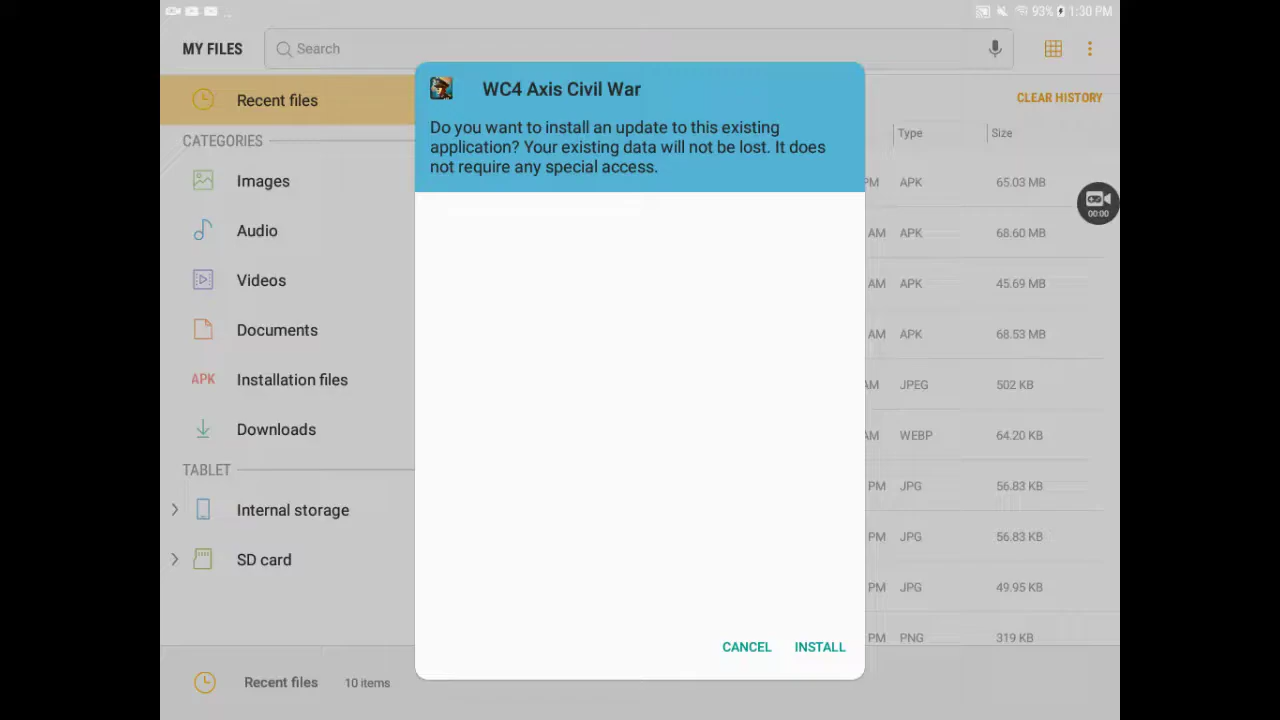 93% 1:30 PM
MY FILES
Search
Recent files
CLEAR HISTORY
CATEGORIES
Type
Size
Images
PM APK 65.03 MB
00:00
Audio
AM APK 68.60 MB
Videos
AM APK 45.69 MB
Documents
AM APK 68.53 MB
APK Installation files
AM JPEG 502 KB
Downloads
AM WEBP 64.20 KB
TABLET
PM JPG 56.83 KB
Internal storage
PM JPG 56.83 KB
SD card
PM JPG 49.95 KB
PM PNG 319 KB
Recent files 10 items
WC4 Axis Civil War
Do you want to install an update to this existing
application? Your existing data will not be lost. It does
not require any special access.
CANCEL INSTALL